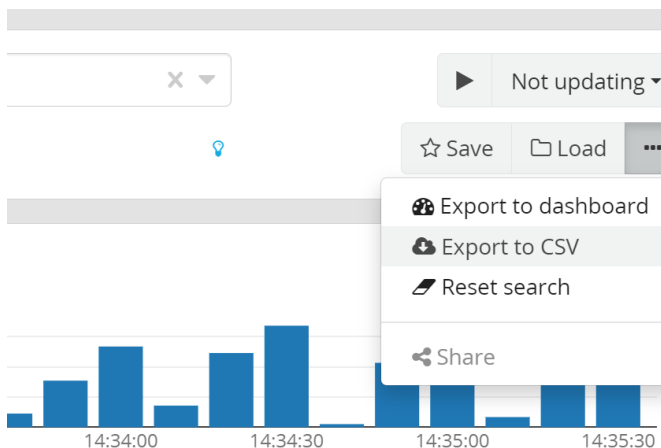 Not updating
Save Load
Export to dashboard
Export to CSV
Reset search
Share
14:34:00 14:34:30 14:35:00 14:35:30